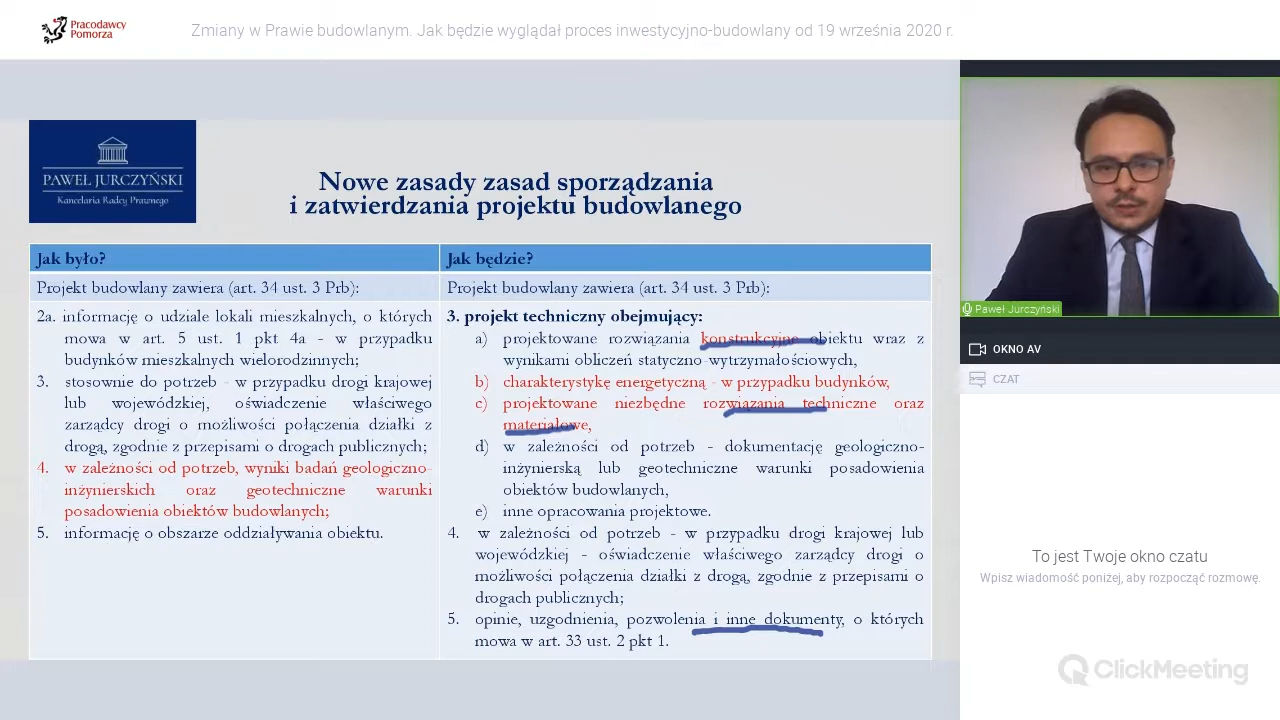 Pracodawcy
Pomorza
Zmiany w Prawie budowlanym. Jak będzie wyglądał proces inwestycyjno-budowlany od 19 września 2020 r.
PAWEŁ JURCZYŃSKI
Kancelaria Radcy Prawnego
Nowe zasady zasad sporządzania
i zatwierdzania projektu budowlanego
Jak było?
Projekt budowlany zawiera (art. 34 ust. 3 Prb):
2a. informację o udziale lokali mieszkalnych, o których
mowa w art. 5 ust. 1 pkt 4a - w przypadku
budynków mieszkalnych wielorodzinnych;
3. stosownie do potrzeb - w przypadku drogi krajowej
lub wojewódzkiej, oświadczenie właściwego
zarządcy drogi o możliwości połączenia działki z
drogą, zgodnie z przepisami o drogach publicznych;
4. w zależności od potrzeb, wyniki badań geologiczno-
inżynierskich oraz geotechniczne warunki
posadowienia obiektów budowlanych;
5. informację o obszarze oddziaływania obiektu.
Jak będzie?
Projekt budowlany zawiera (art. 34 ust. 3 Prb):
3. projekt techniczny obejmujący:
a) projektowane rozwiązania konstrukcyjne obiektu wraz z
wynikami obliczeń statyczno-wytrzymałościowych,
b) charakterystykę energetyczną - w przypadku budynków,
c) projektowane niezbędne rozwiązania techniczne oraz
materiałowe,
d) w zależności od potrzeb - dokumentację geologiczno-
inżynierską lub geotechniczne warunki posadowienia
obiektów budowlanych,
e) inne opracowania projektowe.
4. w zależności od potrzeb - w przypadku drogi krajowej lub
wojewódzkiej - oświadczenie właściwego zarządcy drogi o
możliwości połączenia działki z drogą, zgodnie z przepisami o
drogach publicznych;
5. opinie, uzgodnienia, pozwolenia i inne dokumenty, o których
mowa w art. 33 ust. 2 pkt 1.
Paweł Jurczyński
OKNO AV
CZAT
To jest Twoje okno czatu
Wpisz wiadomość poniżej, aby rozpocząć rozmowę.
ClickMeeting